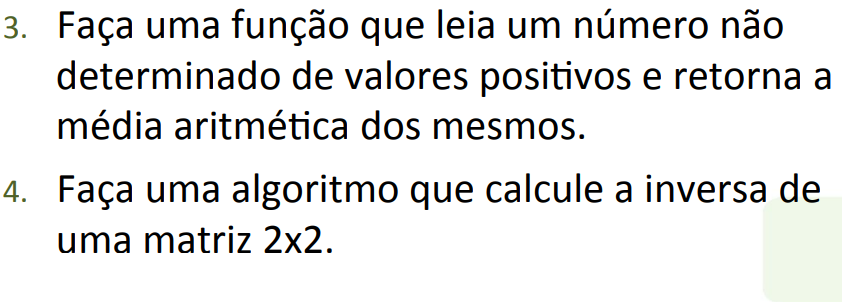 3. Faça uma função que leia um número não
determinado de valores positivos e retorna a
média aritmética dos mesmos.
4. Faça uma algoritmo que calcule a inversa de
uma matriz 2x2.